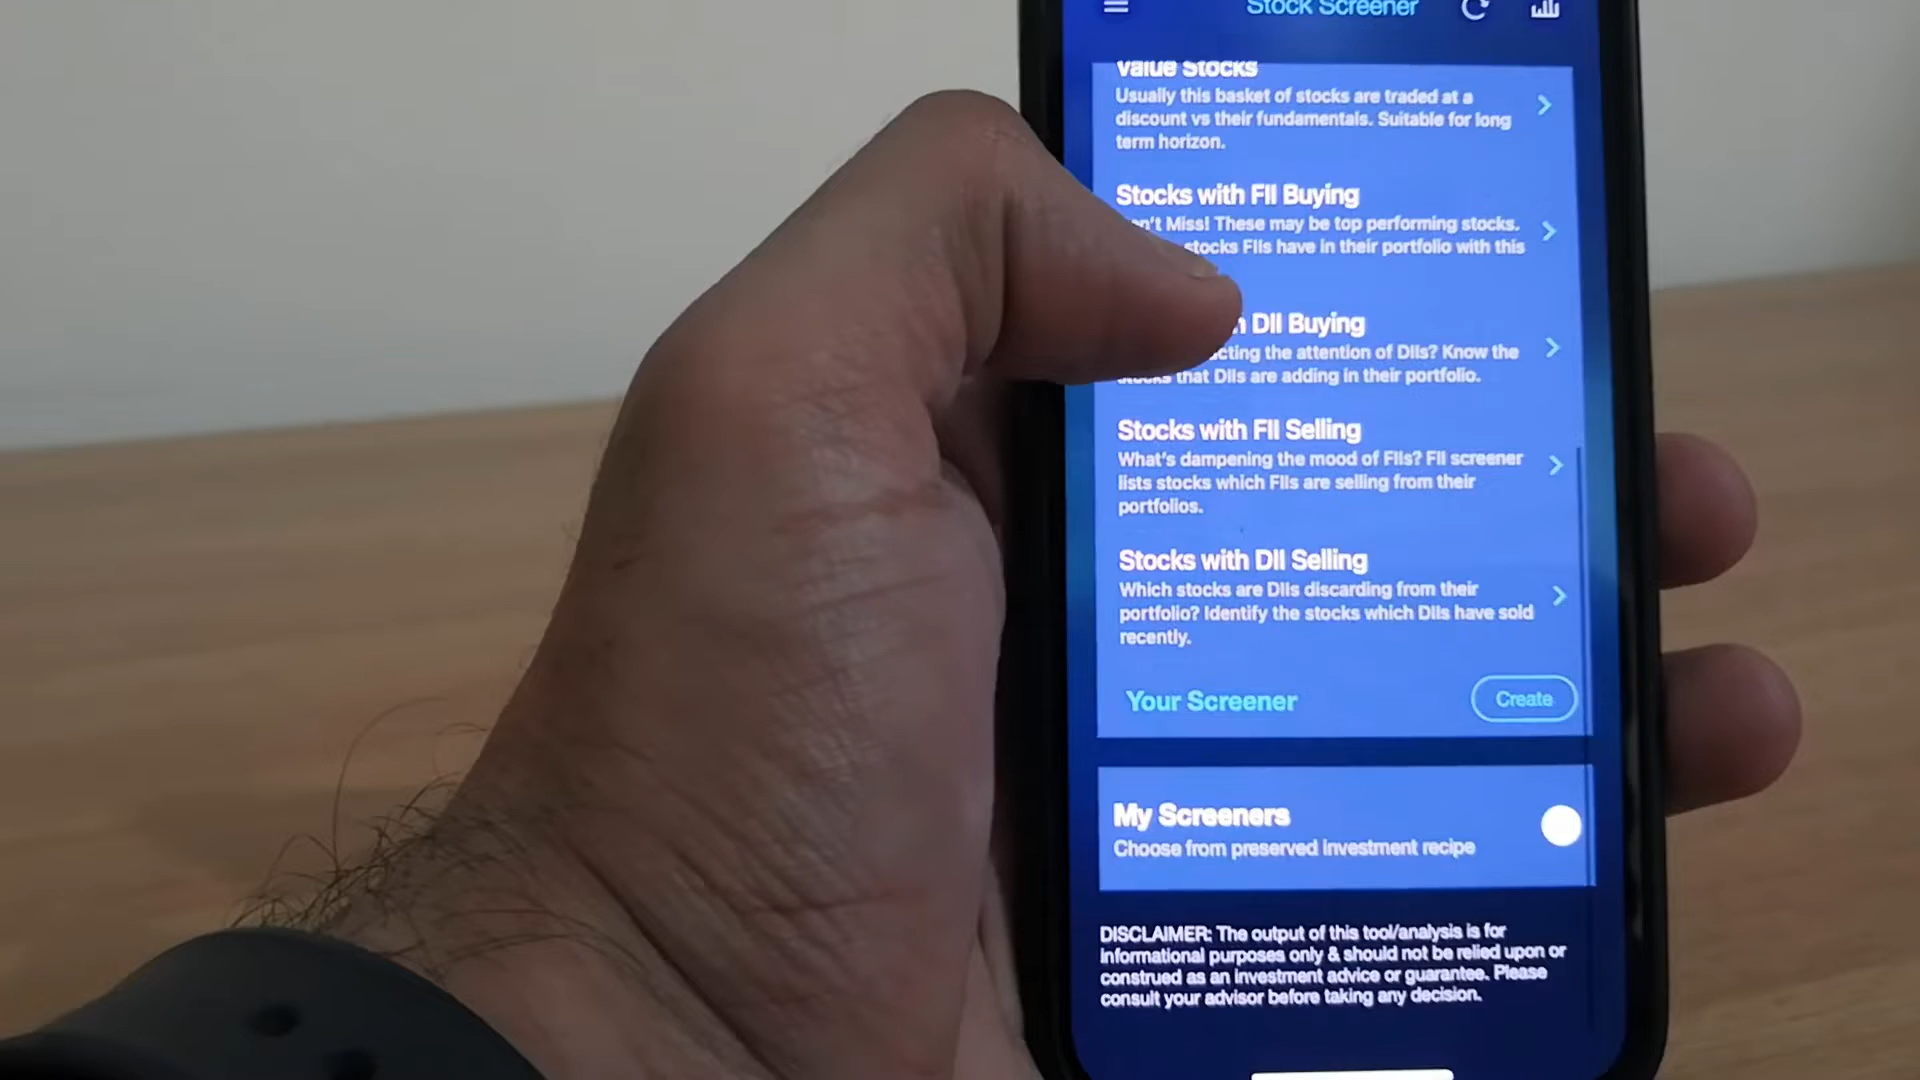 Stock Screener
Value Stocks
Usually this basket of stocks are traded at a
discount vs their fundamentals. Suitable for long
term horizon.
Stocks with FII Buying
Miss! These may be top performing stocks.
stocks FIIs have in their portfolio with this
DII Buying
the attention of DIIs? Know the
stocks that DIIs are adding in their portfolio.
Stocks with FII Selling
What's dampening the mood of FIIs? FII screener
lists stocks which FIIs are selling from their
portfolios.
Stocks with DII Selling
Which stocks are DIIs discarding from their
portfolio? Identify the stocks which DIIs have sold
recently.
Your Screener
Create
My Screeners
Choose from preserved investment recipe
DISCLAIMER: The output of this tool/analysis is for
informational purposes only & should not be relied upon or
construed as an investment advice or guarantee. Please
consult your advisor before taking any decision.